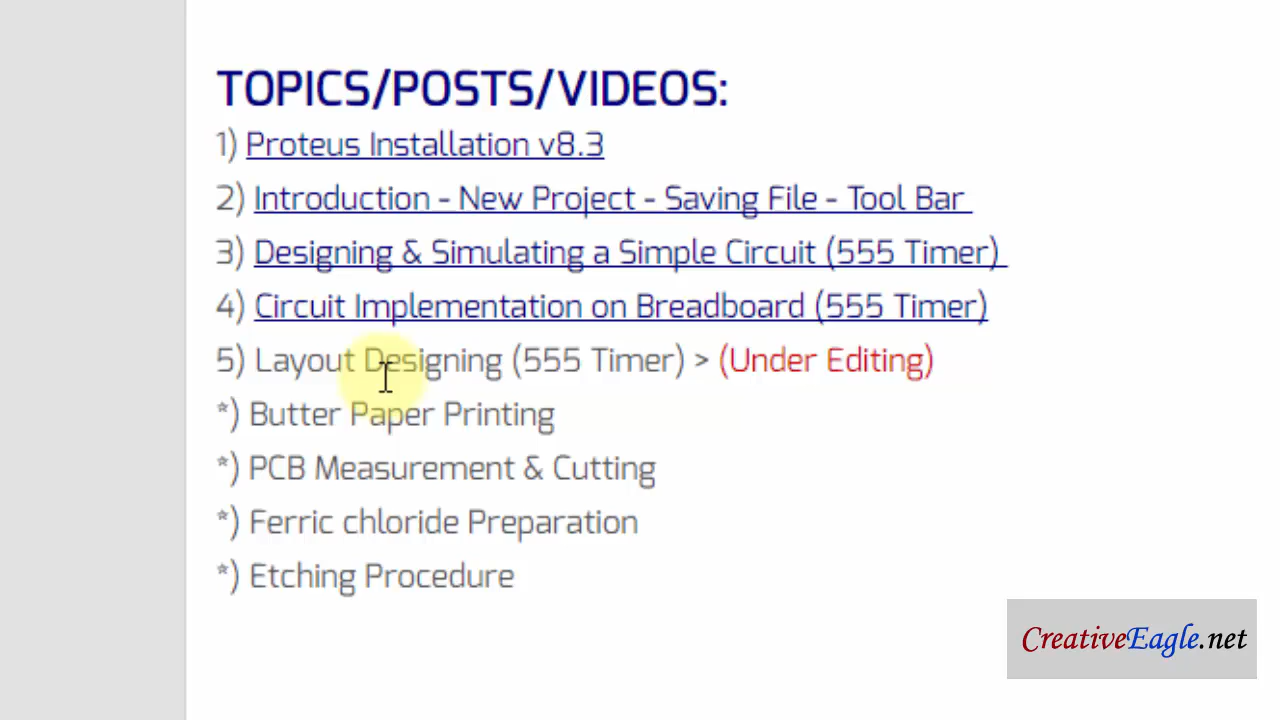 TOPICS/POSTS/VIDEOS:
1) Proteus Installation v8.3
2) Introduction - New Project - Saving File - Tool Bar
3) Designing & Simulating a Simple Circuit (555 Timer)
4) Circuit Implementation on Breadboard (555 Timer)
5) Layout Designing (555 Timer) > (Under Editing)
*) Butter Paper Printing
*) PCB Measurement & Cutting
*) Ferric chloride Preparation
*) Etching Procedure
CreativeEagle.net